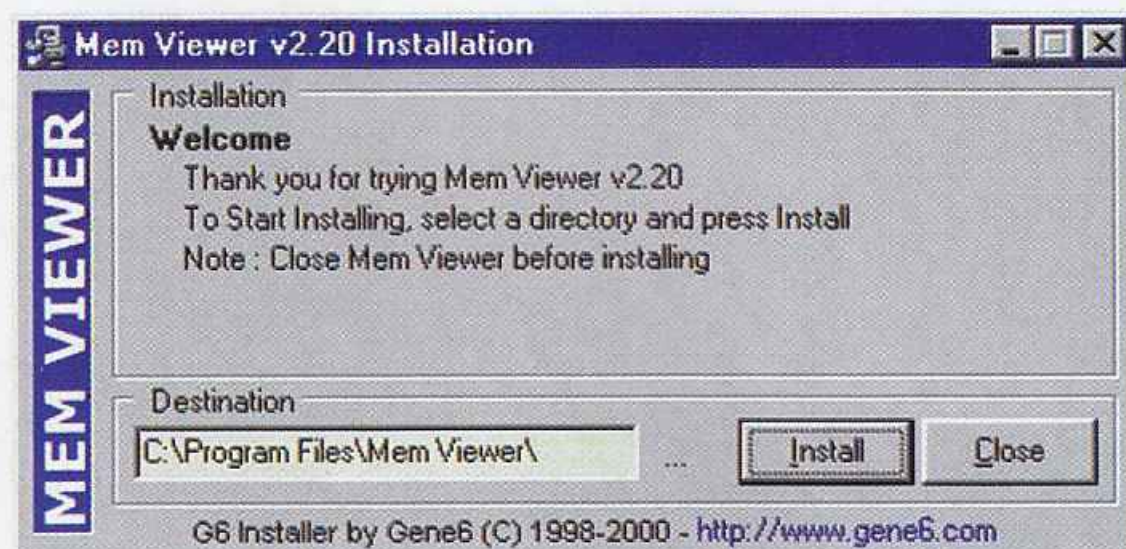 Mem Viewer v2.20 Installation
MEM VIEWER
Installation
Welcome
Thank you for trying Mem Viewer v2.20
To Start Installing, select a directory and press Install
Note : Close Mem Viewer before installing
Destination
C:\Program Files\Mem Viewer\
...
Install
Close
G6 Installer by Gene6 (C) 1998-2000 - http://www.gene6.com